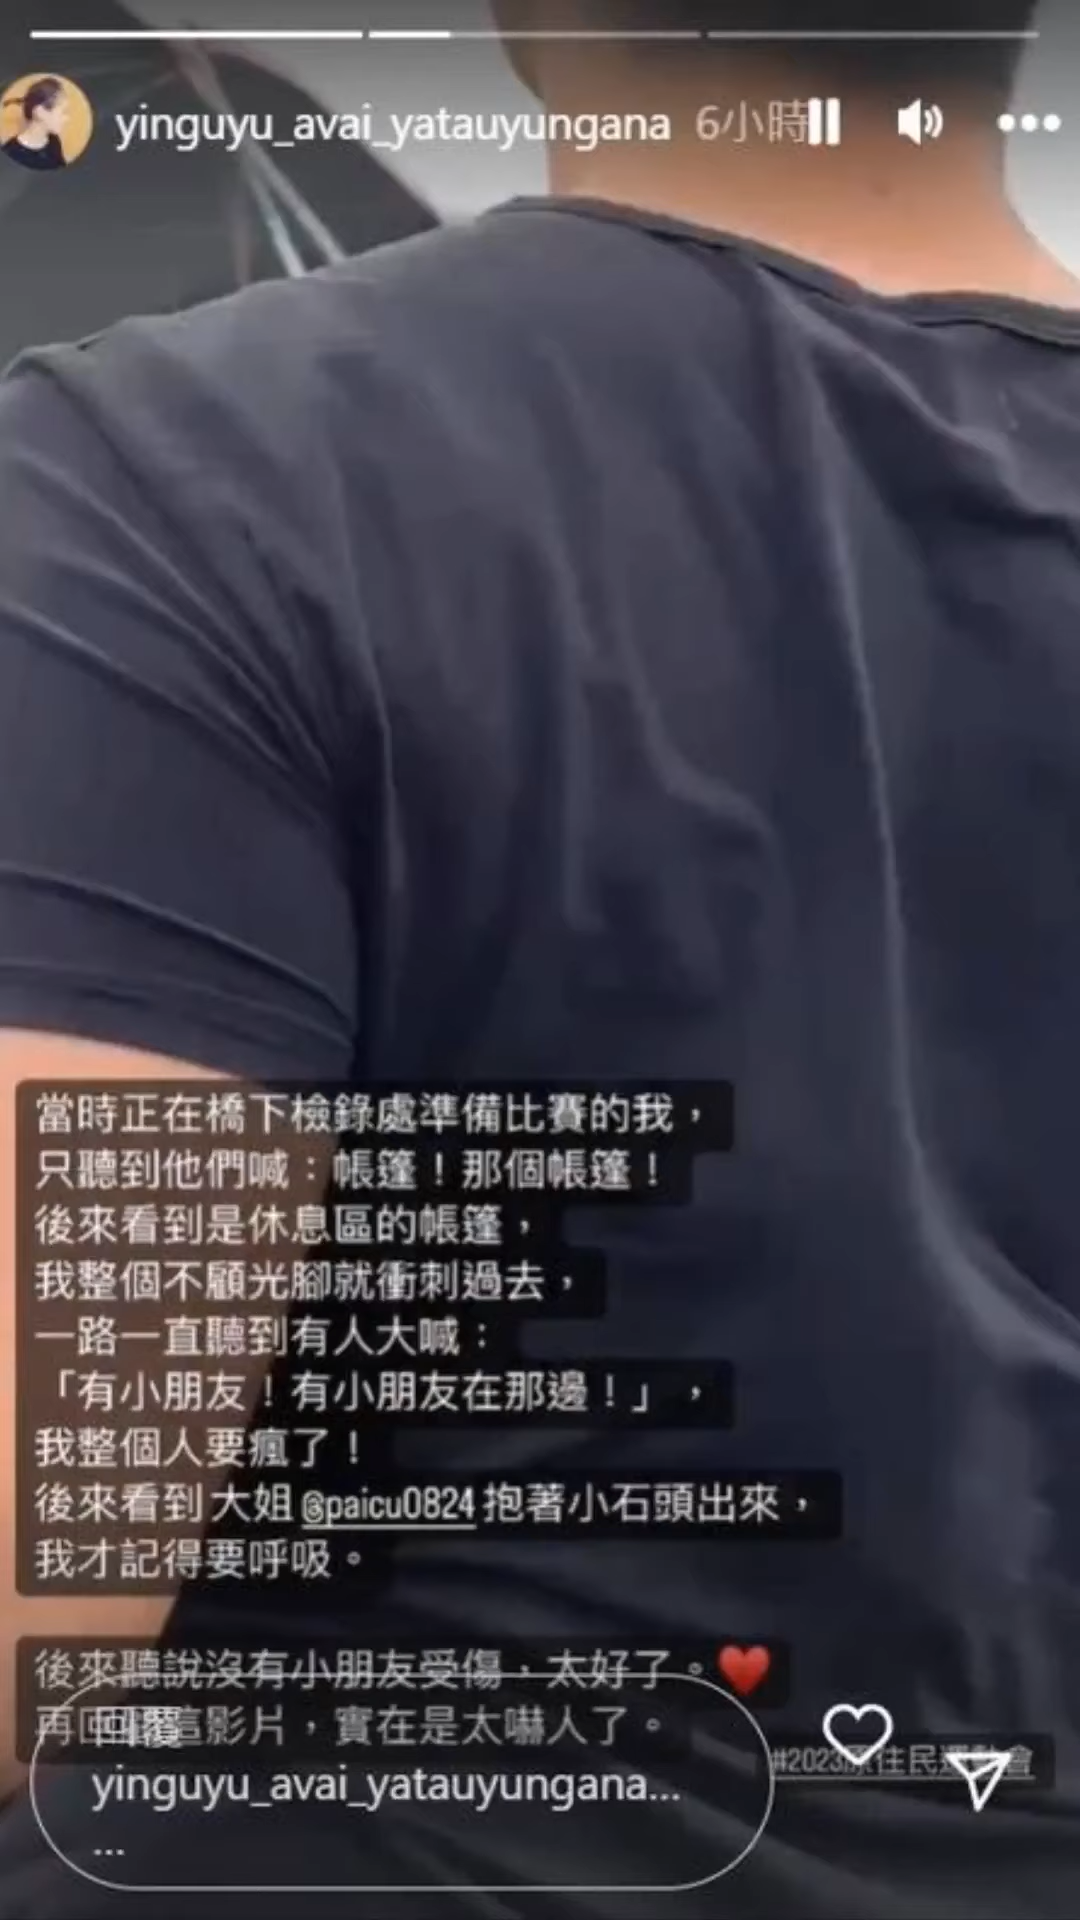 yinguyu_avai_yatauyungana 6小時
當時正在橋下檢錄處準備比賽的我，
只聽到他們喊：帳篷！那個帳篷！
後來看到是休息區的帳篷，
我整個不顧光腳就衝刺過去，
一路一直聽到有人大喊：
「有小朋友！有小朋友在那邊！」，
我整個人要瘋了！
後來看到 大姐 @paicu0824 抱著小石頭出來，
我才記得要呼吸。
後來聽說沒有小朋友受傷，太好了。❤️
再回 這影片，實在是太嚇人了。
回覆
yinguyu_avai_yatauyungana...
...
#2023原住民運動會